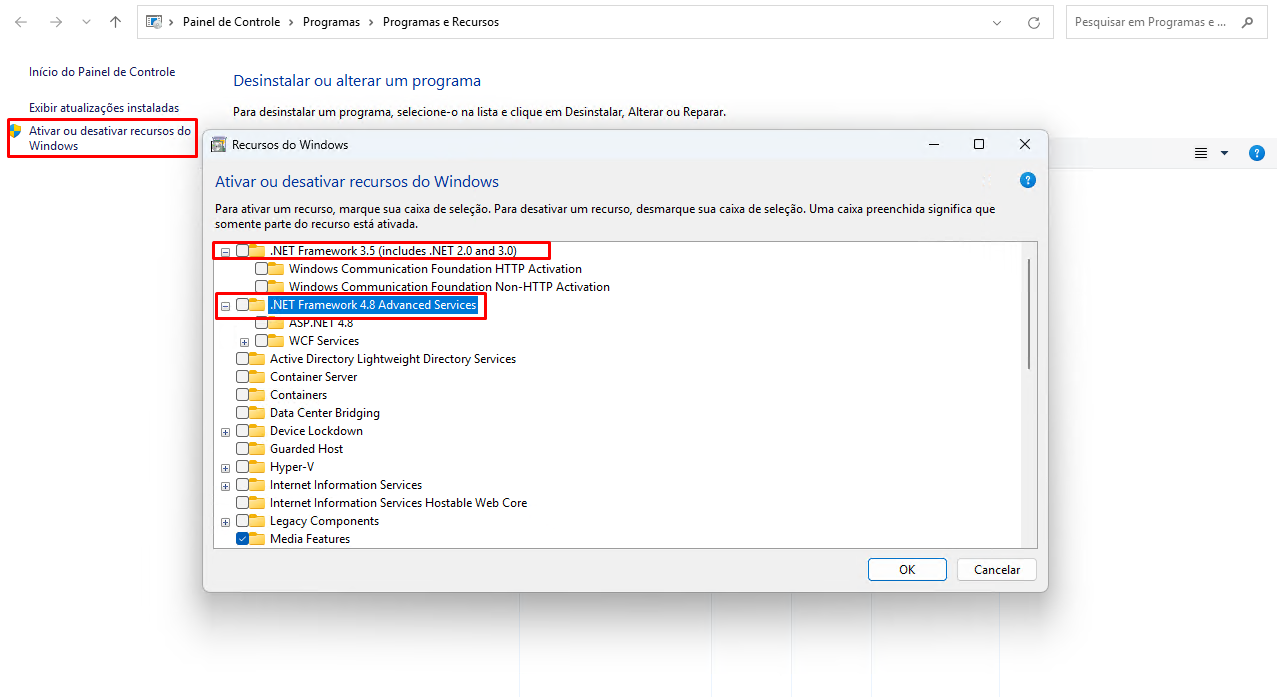 Painel de Controle > Programas > Programas e Recursos
Pesquisar em Programas e ...
Início do Painel de Controle
Exibir atualizações instaladas
Ativar ou desativar recursos do
Windows
Desinstalar ou alterar um programa
Para desinstalar um programa, selecione-o na lista e clique em Desinstalar, Alterar ou Reparar.
Recursos do Windows
Ativar ou desativar recursos do Windows
Para ativar um recurso, marque sua caixa de seleção. Para desativar um recurso, desmarque sua caixa de seleção. Uma caixa preenchida significa que
somente parte do recurso está ativada.
.NET Framework 3.5 (includes .NET 2.0 and 3.0)
Windows Communication Foundation HTTP Activation
Windows Communication Foundation Non-HTTP Activation
.NET Framework 4.8 Advanced Services
ASP.NET 4.8
WCF Services
Active Directory Lightweight Directory Services
Container Server
Containers
Data Center Bridging
Device Lockdown
Guarded Host
Hyper-V
Internet Information Services
Internet Information Services Hostable Web Core
Legacy Components
Media Features
OK
Cancelar